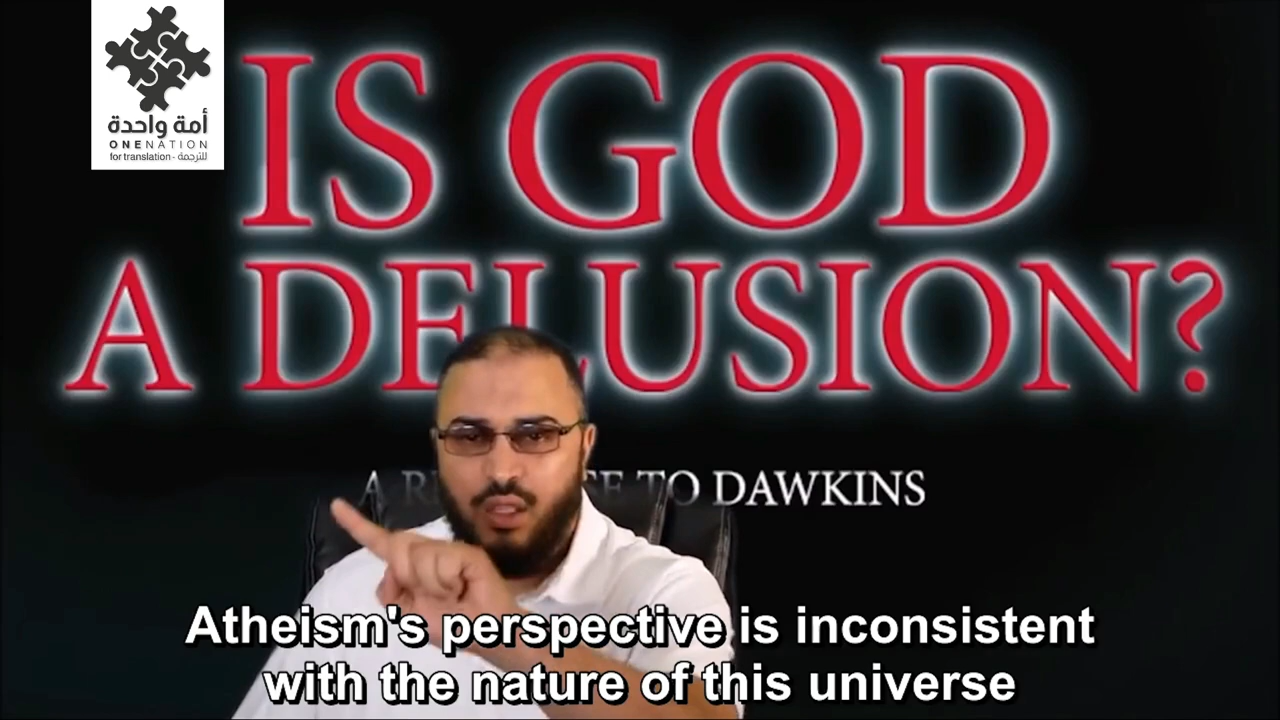 أمة واحدة
ONENATION
for translation - للترجمة
IS GOD
A DELUSION?
A R SE TO DAWKINS
Atheism's perspective is inconsistent
with the nature of this universe